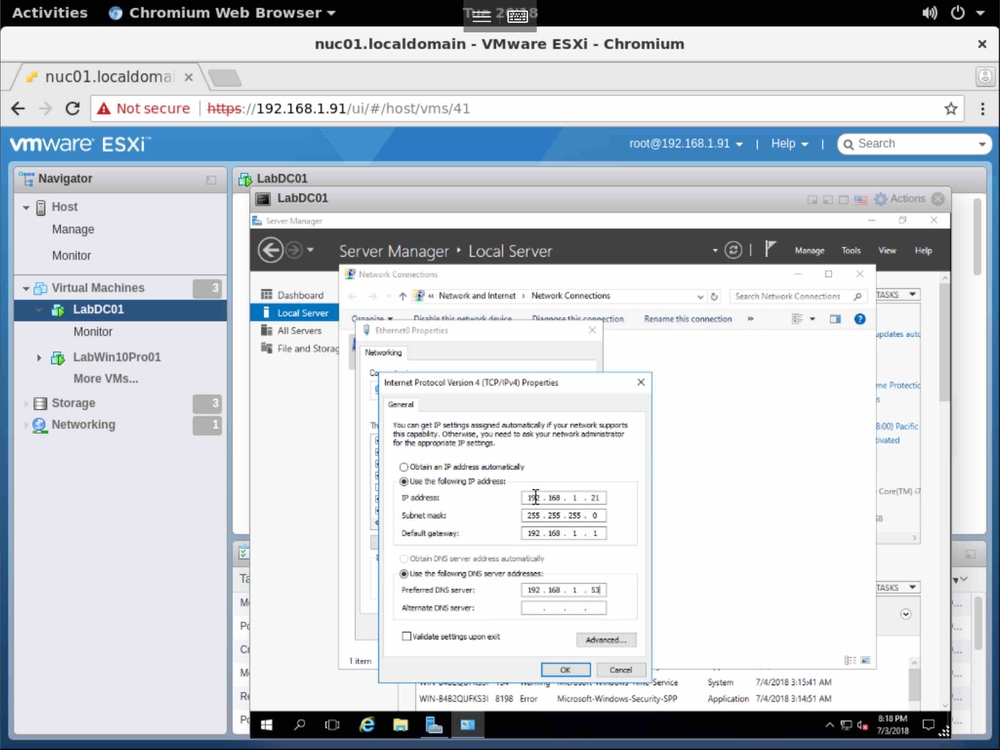 Activities Chromium Web Browser
nuc01.localdomain - VMware ESXi - Chromium
nuc01.localdomai
Not secure https://192.168.1.91/ui/#/host/vms/41
vmware ESXi™
root@192.168.1.91 | Help | Search
Navigator
Host
Manage
Monitor
Virtual Machines 3
LabDC01
Monitor
LabWin10Pro01
More VMs...
Storage 3
Networking 1
LabDC01
LabDC01 Actions
Server Manager
Server Manager • Local Server Manage Tools View Help
Dashboard
Local Server
All Servers
File and Storag
Network Connections
Network and Internet Network Connections Search Network Connections
Organize Disable this network device Diagnose this connection Rename this connection »
TASKS
updates auto
me Protectio
8:00) Pacific
ivated
Core(TM) i7
TASKS
Ethernet0 Properties
Networking
Internet Protocol Version 4 (TCP/IPv4) Properties
General
You can get IP settings assigned automatically if your network supports
this capability. Otherwise, you need to ask your network administrator
for the appropriate IP settings.
Obtain an IP address automatically
Use the following IP address:
IP address: 192 . 168 . 1 . 21
Subnet mask: 255 . 255 . 255 . 0
Default gateway: 192 . 168 . 1 . 1
Obtain DNS server address automatically
Use the following DNS server addresses:
Preferred DNS server: 192 . 168 . 1 . 53
Alternate DNS server: . . .
Validate settings upon exit Advanced...
OK Cancel
1 item
System 7/4/2018 3:15:41 AM
WIN-B4B2QUFKS3I 8198 Error Microsoft-Windows-Security-SPP Application 7/4/2018 3:14:51 AM
8:18 PM
7/3/2018